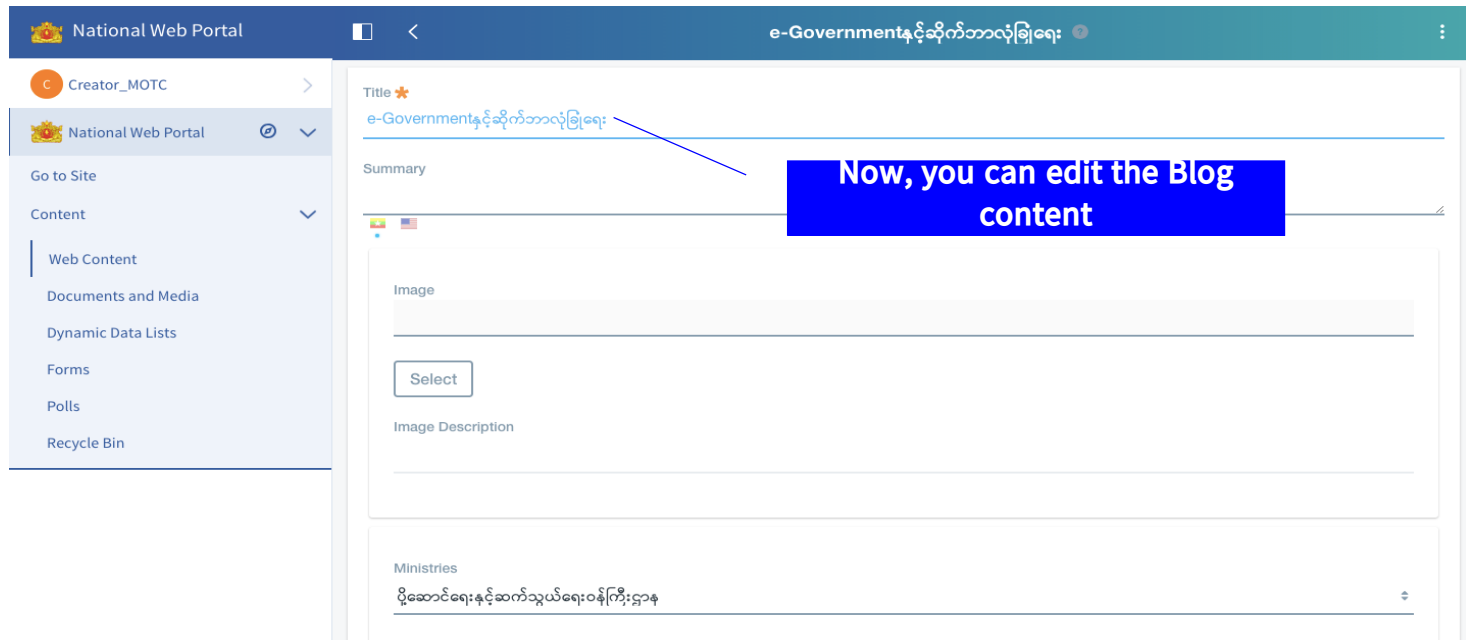 National Web Portal
e-Governmentနှင့်ဆိုက်ဘာလုံခြုံရေး ?
C Creator_MOTC
National Web Portal
Go to Site
Content
Web Content
Documents and Media
Dynamic Data Lists
Forms
Polls
Recycle Bin
Title *
e-Governmentနှင့်ဆိုက်ဘာလုံခြုံရေး
Summary
Now, you can edit the Blog
content
Image
Select
Image Description
Ministries
ပို့ဆောင်ရေးနှင့်ဆက်သွယ်ရေးဝန်ကြီးဌာန